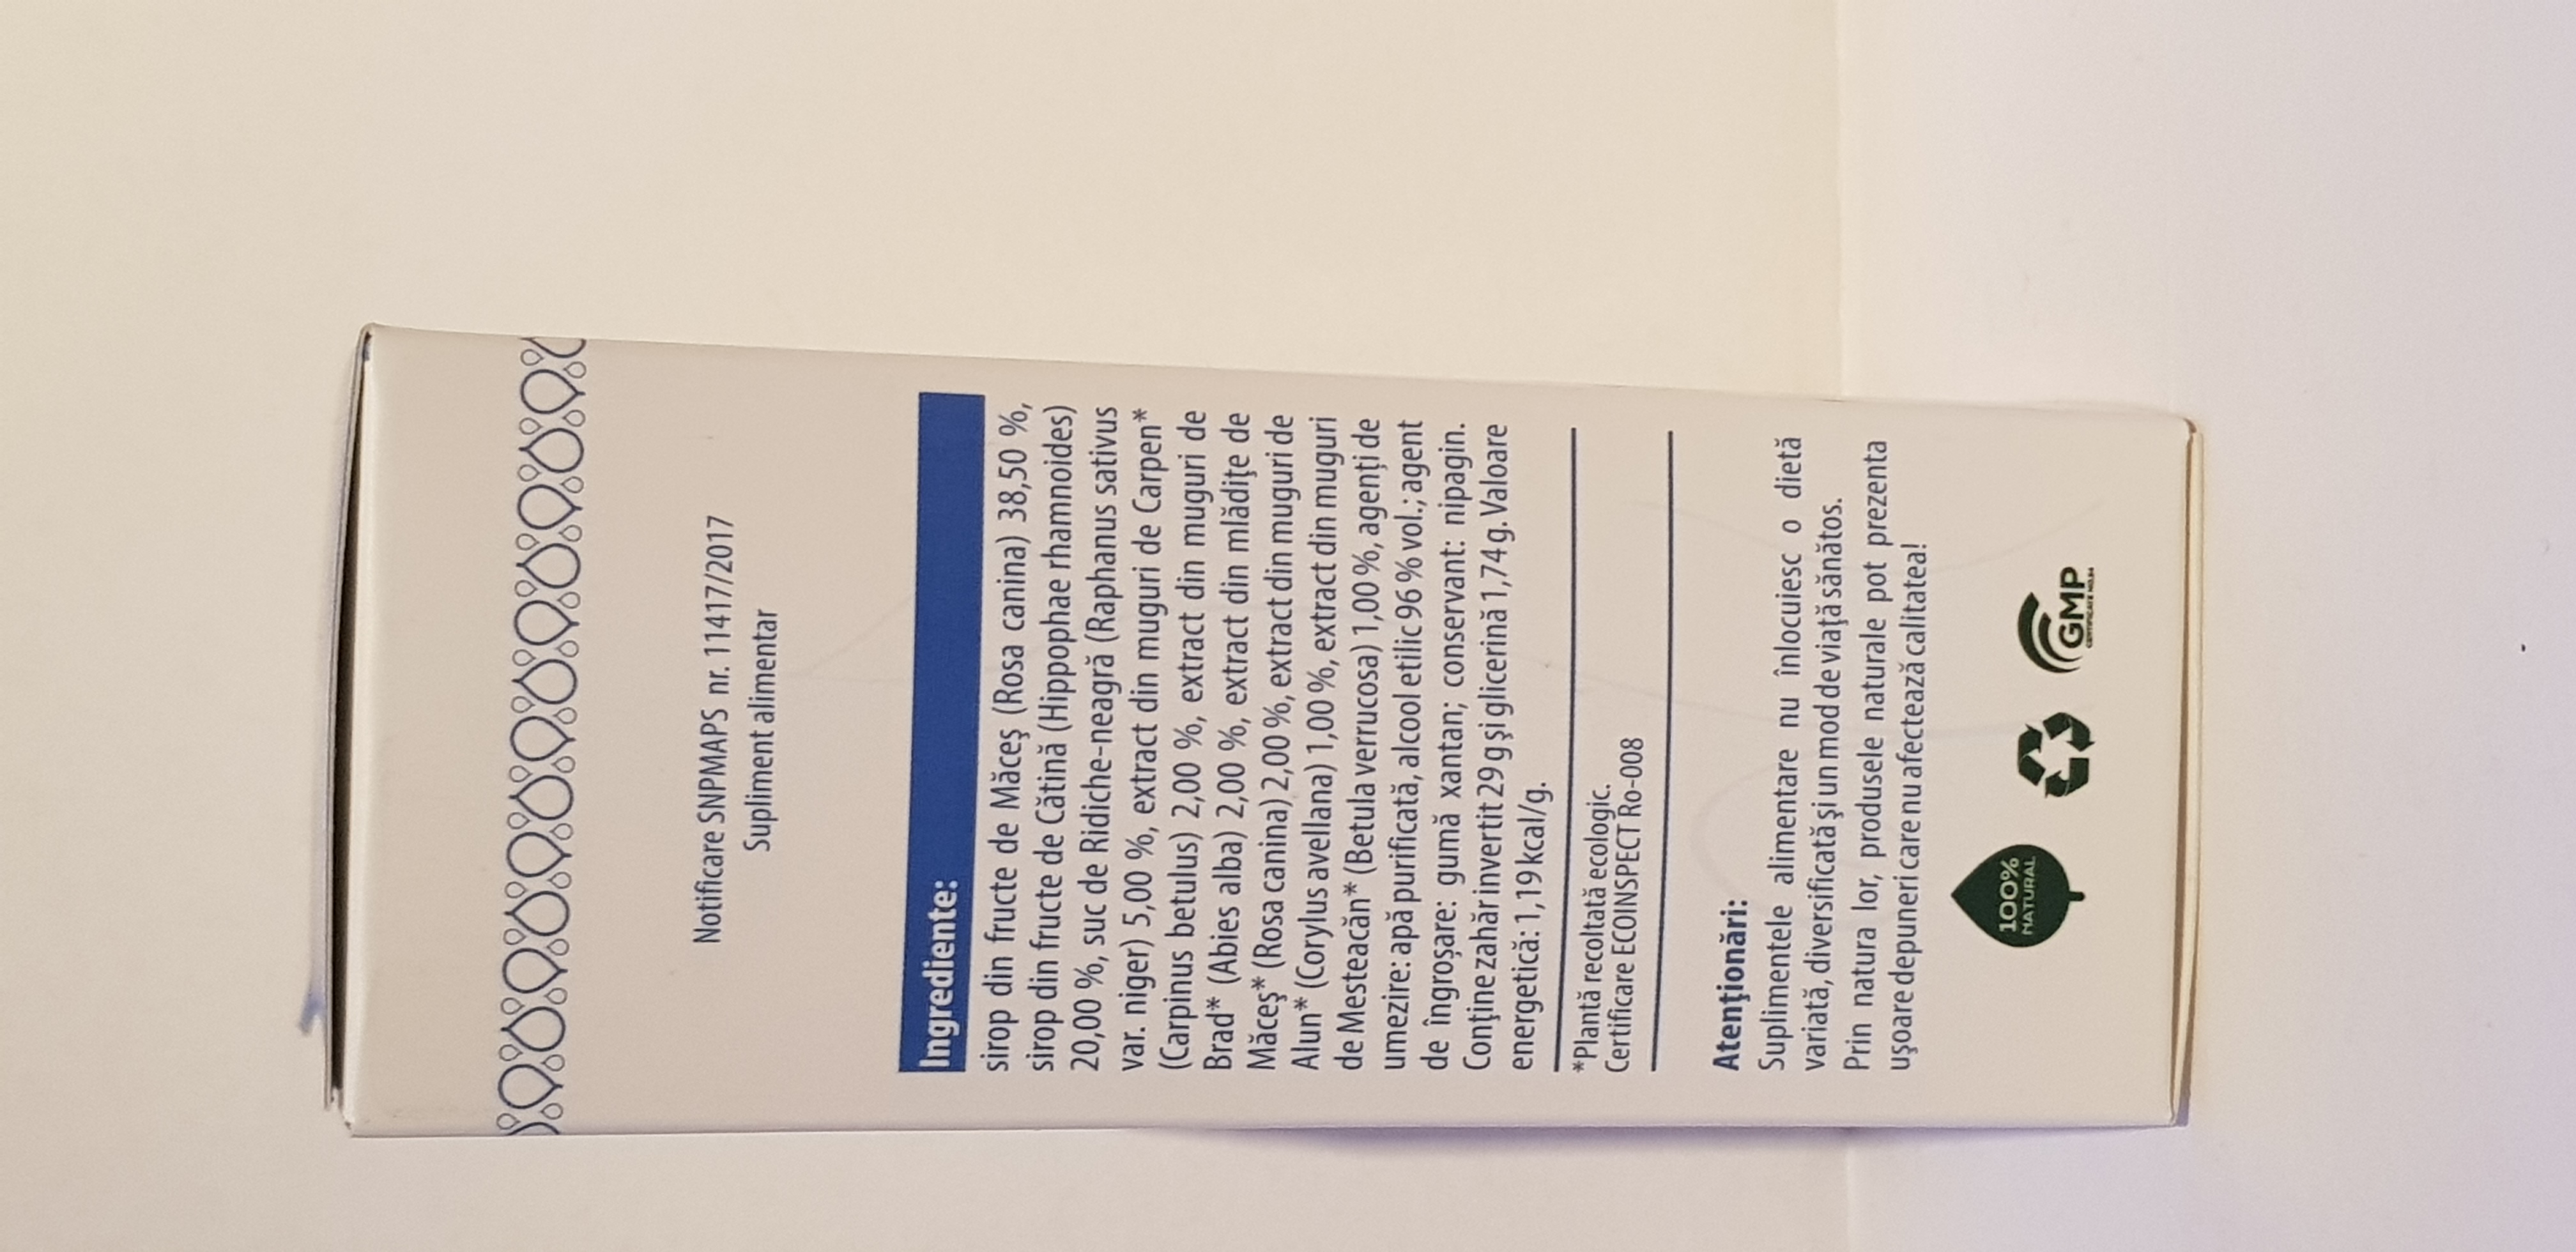 Notificare SNPMAPS nr. 11417/2017
Supliment alimentar
Ingrediente:
sirop din fructe de Măceş (Rosa canina) 38,50 %,
sirop din fructe de Cătină (Hippophae rhamnoides)
20,00 %, suc de Ridiche-neagră (Raphanus sativus
var. niger) 5,00 %, extract din muguri de Carpen*
(Carpinus betulus) 2,00 %, extract din muguri de
Brad* (Abies alba) 2,00 %, extract din mlădiţe de
Măceş* (Rosa canina) 2,00 %, extract din muguri de
Alun* (Corylus avellana) 1,00 %, extract din muguri
de Mesteacăn* (Betula verrucosa) 1,00 %, agenţi de
umezire: apă purificată, alcool etilic 96 % vol.; agent
de îngroşare: gumă xantan; conservant: nipagin.
Conţine zahăr invertit 29 g şi glicerină 1,74 g. Valoare
energetică: 1,19 kcal/g.
*Plantă recoltată ecologic.
Certificare ECOINSPECT Ro-008
Atenţionări:
Suplimentele alimentare nu înlocuiesc o dietă
variată, diversificată şi un mod de viaţă sănătos.
Prin natura lor, produsele naturale pot prezenta
uşoare depuneri care nu afectează calitatea!
100%
NATURAL
GMP